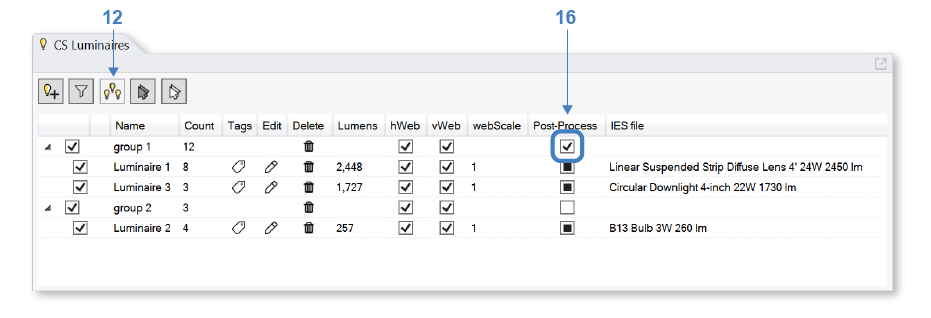 12 16
CS Luminaires
Name Count Tags Edit Delete Lumens hWeb vWeb webScale Post-Process IES file
group 1 12
Luminaire 1 8 2,448 1 Linear Suspended Strip Diffuse Lens 4' 24W 2450 lm
Luminaire 3 3 1,727 1 Circular Downlight 4-inch 22W 1730 lm
group 2 3
Luminaire 2 4 257 1 B13 Bulb 3W 260 lm